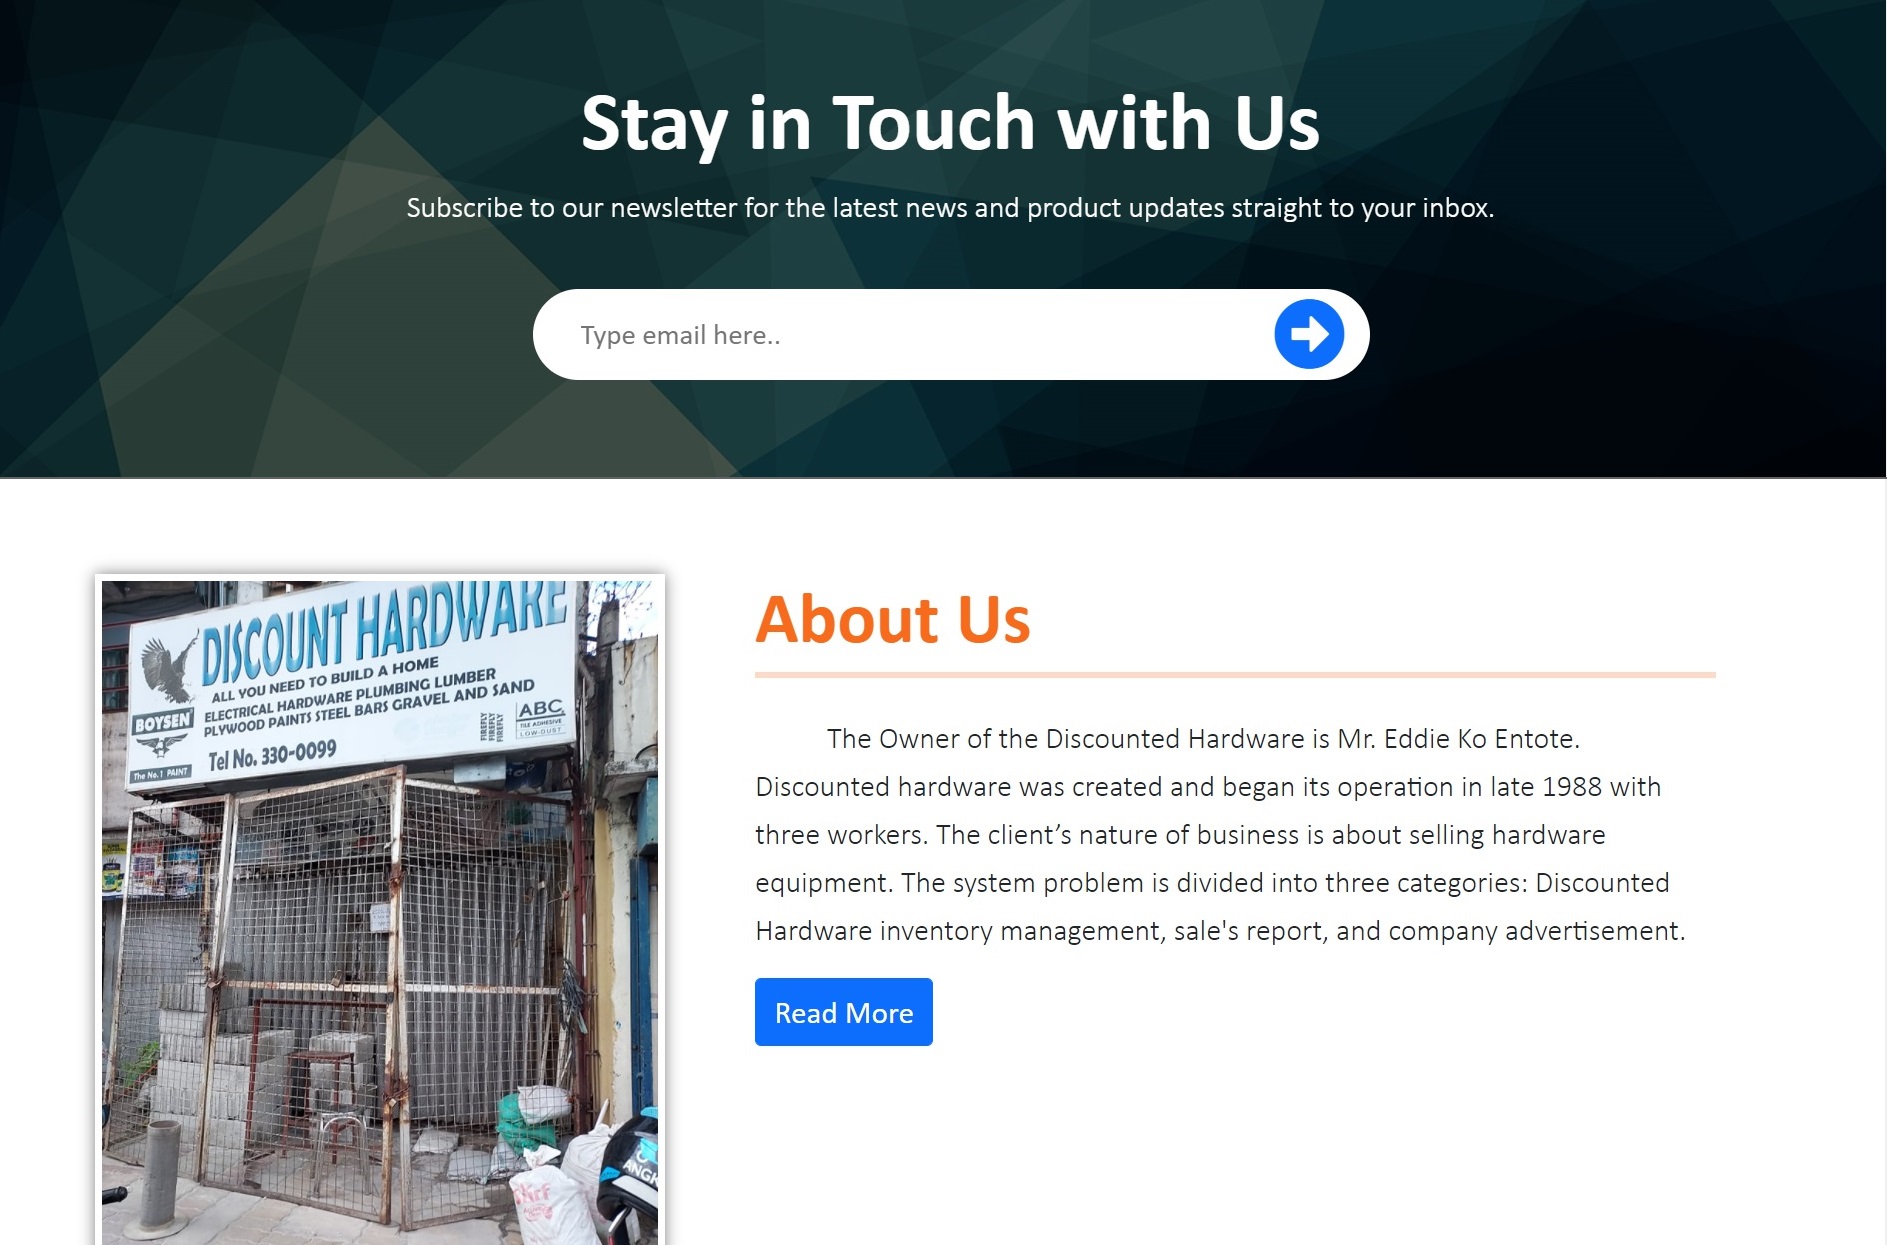 Stay in Touch with Us
Subscribe to our newsletter for the latest news and product updates straight to your inbox.
Type email here..
DISCOUNT HARDWARE
ALL YOU NEED TO BUILD A HOME
ELECTRICAL HARDWARE PLUMBING LUMBER
PLYWOOD PAINTS STEEL BARS GRAVEL AND SAND
BOYSEN
The No.1 PAINT
Tel No. 330-0099
FIREFLY
FIREFLY
FIREFLY
ABC
TILE ADHESIVE
LOW-DUST
About Us
The Owner of the Discounted Hardware is Mr. Eddie Ko Entote.
Discounted hardware was created and began its operation in late 1988 with
three workers. The client’s nature of business is about selling hardware
equipment. The system problem is divided into three categories: Discounted
Hardware inventory management, sale's report, and company advertisement.
Read More